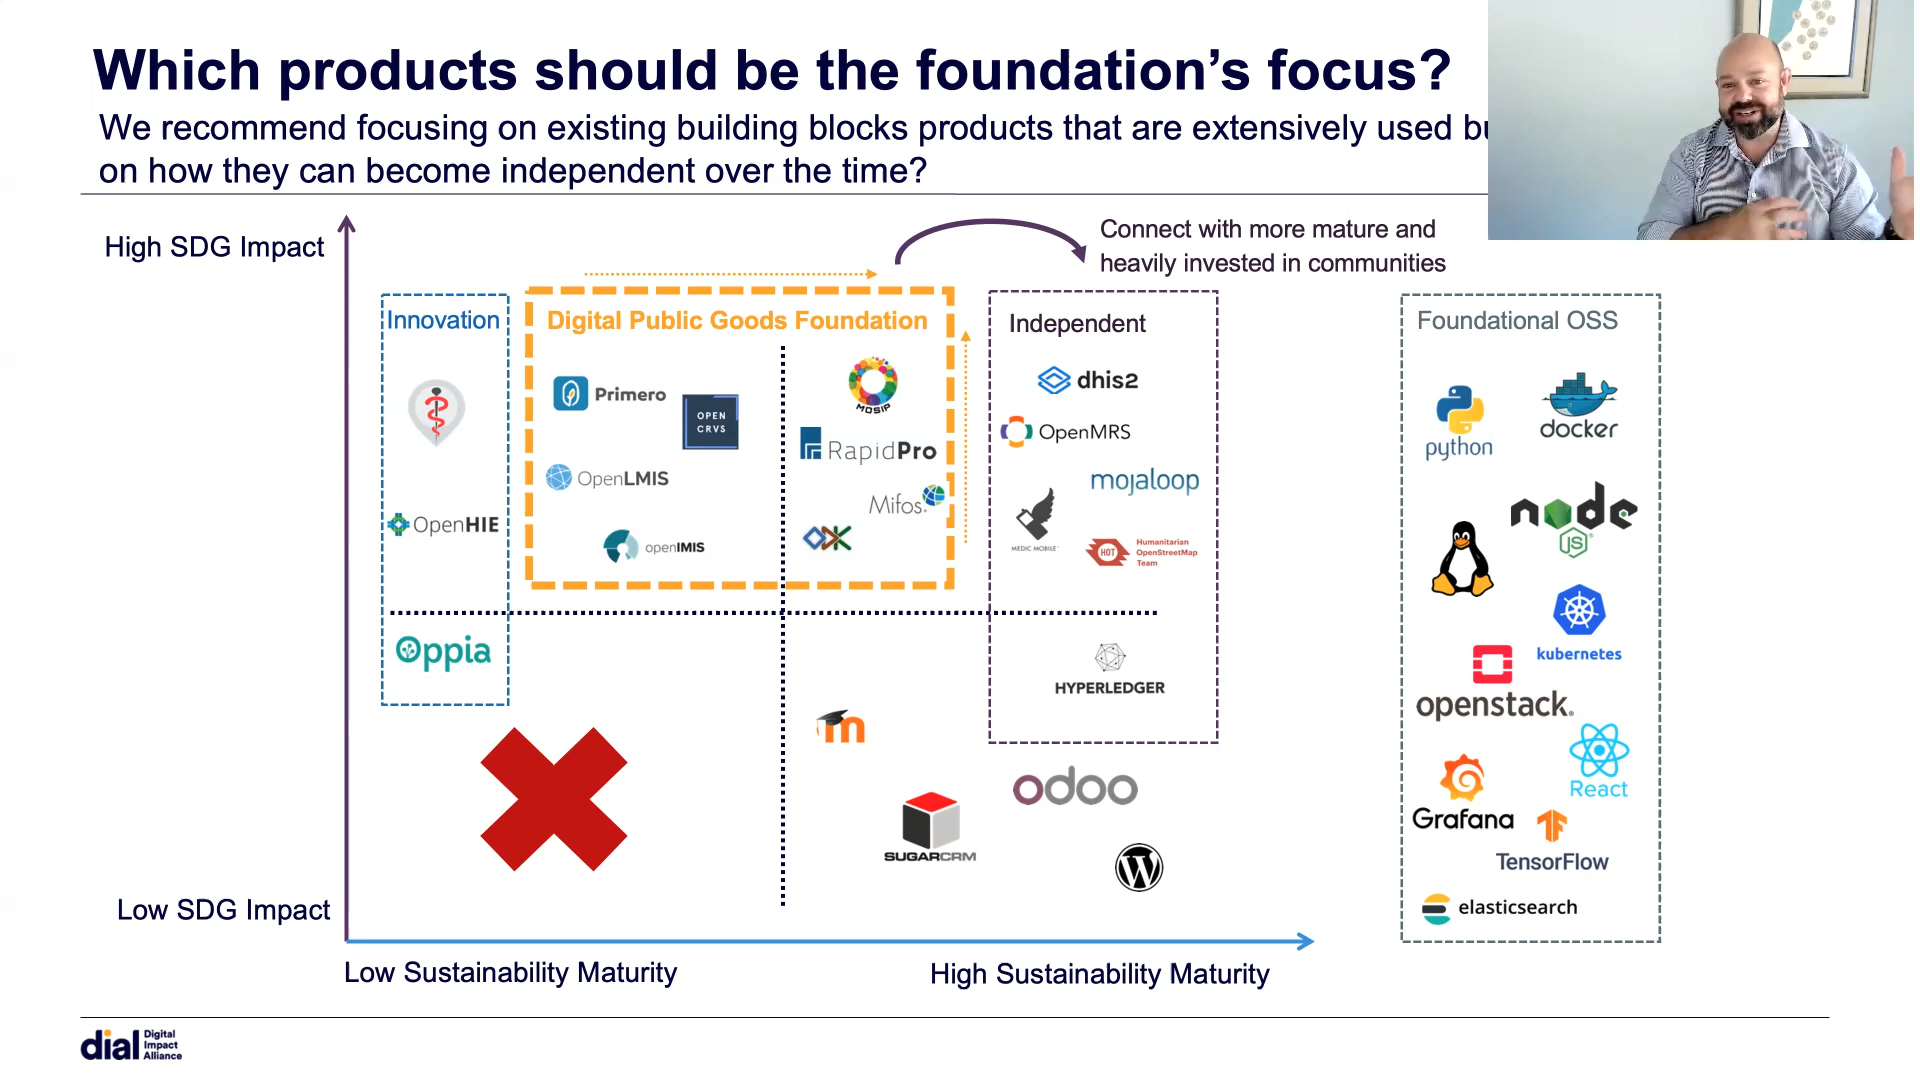 Which products should be the foundation's focus?
We recommend focusing on existing building blocks products that are extensively used
on how they can become independent over the time?
High SDG Impact
Connect with more mature and
heavily invested in communities
Innovation
OpenHIE
Oppia
Digital Public Goods Foundation
Primero
OPEN
CRVS
OpenLMIS
openIMIS
MOSIP
RapidPro
Mifos
ODK
Independent
dhis2
OpenMRS
mojaloop
MEDIC MOBILE
HOT
Humanitarian
OpenStreetMap
Team
HYPERLEDGER
m
odoo
SUGARCRM
W
Foundational OSS
python
docker
node
JS
kubernetes
openstack.
React
Grafana
TensorFlow
elasticsearch
Low SDG Impact
Low Sustainability Maturity
High Sustainability Maturity
dial
Digital
Impact
Alliance